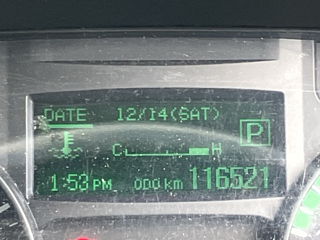 DATE 12/14(SAT)
P
C H
1:53 PM ODO km 116521